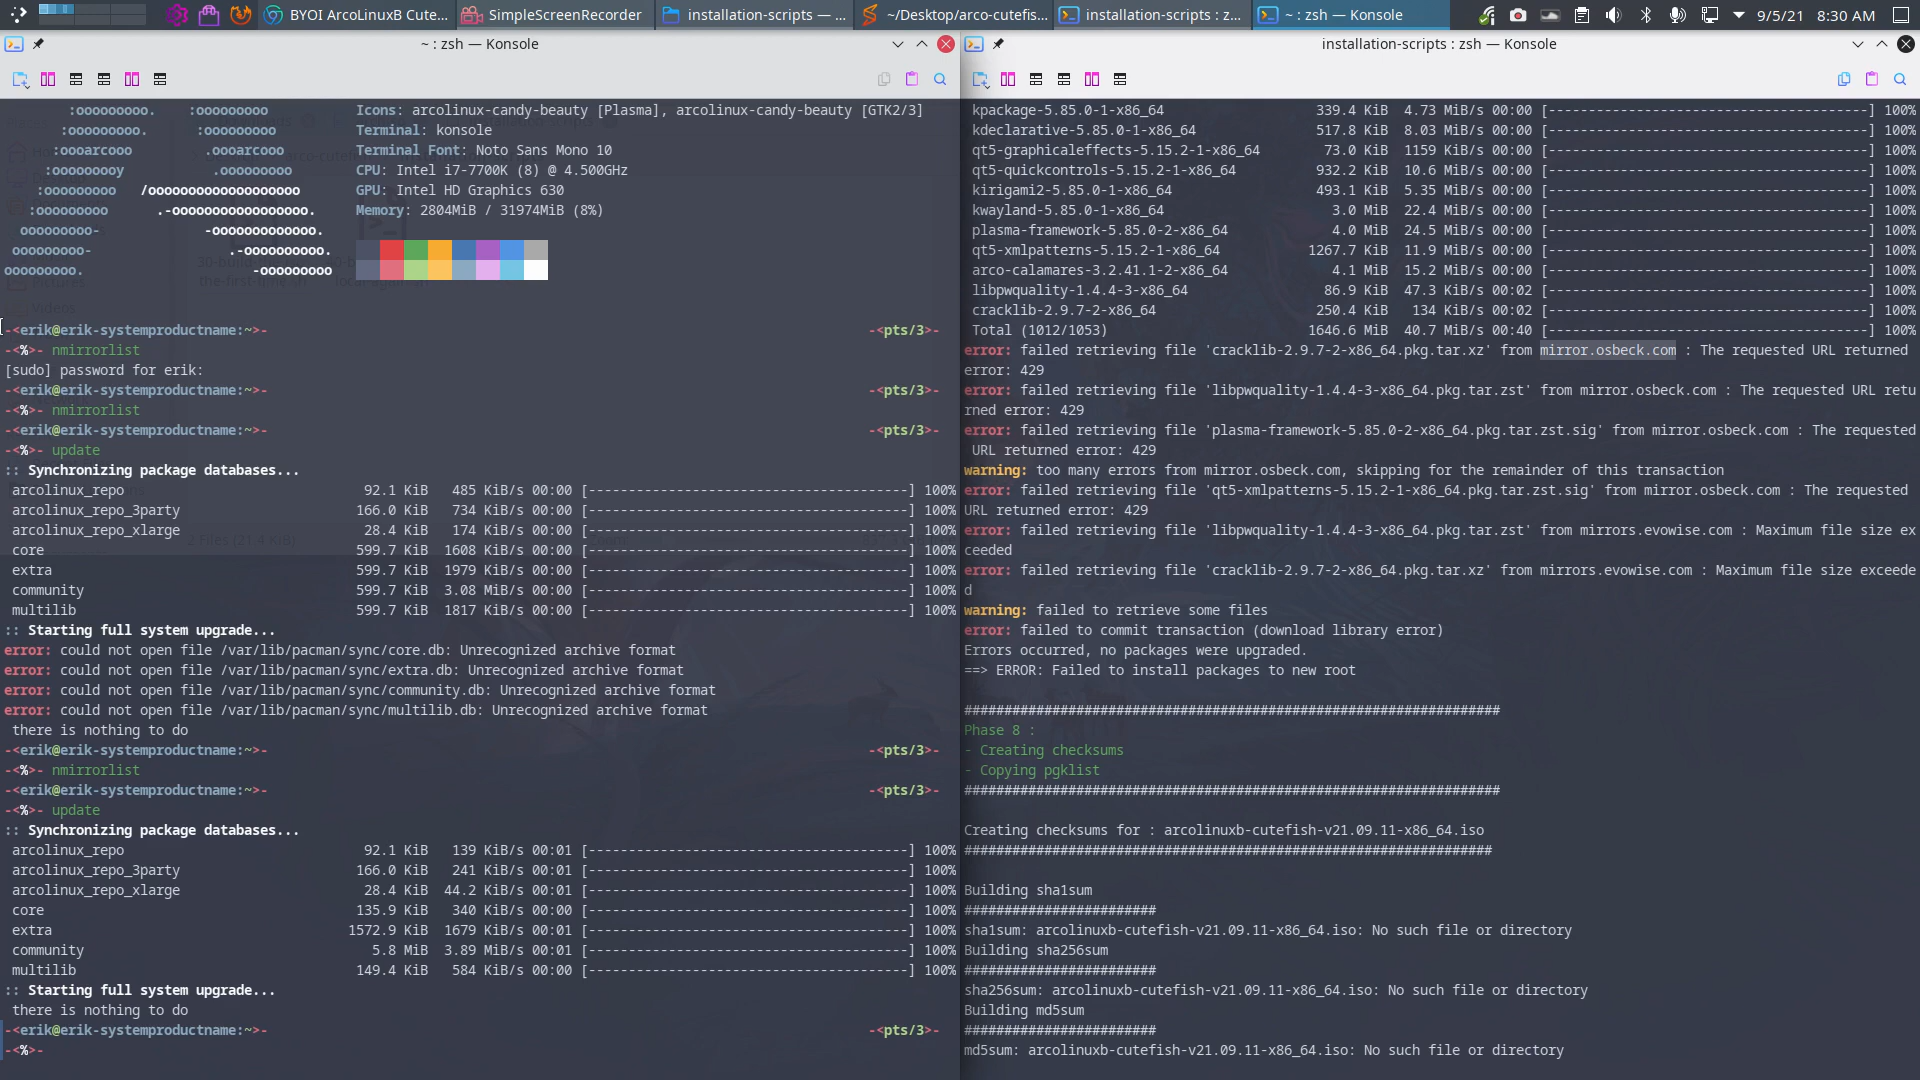 BYOI ArcoLinuxB Cute...
SimpleScreenRecorder
installation-scripts — ...
~/Desktop/arco-cutefis...
installation-scripts : z...
~ : zsh — Konsole
9/5/21
8:30 AM
~ : zsh — Konsole
:ooooooooo.    :ooooooooo Icons: arcolinux-candy-beauty [Plasma], arcolinux-candy-beauty [GTK2/3]
:ooooooooo.      :ooooooooo Terminal: konsole
:oooarcooo         .oooarcooo Terminal Font: Noto Sans Mono 10
:ooooooooy           .ooooooooo CPU: Intel i7-7700K (8) @ 4.500GHz
:ooooooooo   /ooooooooooooooooooo GPU: Intel HD Graphics 630
:ooooooooo      .-ooooooooooooooooo. Memory: 2804MiB / 31974MiB (8%)
ooooooooo-             -ooooooooooooo.
ooooooooo-                 .-oooooooooo.
ooooooooo.                     -ooooooooo
-<erik@erik-systemproductname:~>- -<pts/3>-
-<%>- nmirrorlist
[sudo] password for erik:
-<erik@erik-systemproductname:~>- -<pts/3>-
-<%>- nmirrorlist
-<erik@erik-systemproductname:~>- -<pts/3>-
-<%>- update
:: Synchronizing package databases...
arcolinux_repo 92.1 KiB 485 KiB/s 00:00 [----------------------------------------] 100%
arcolinux_repo_3party 166.0 KiB 734 KiB/s 00:00 [----------------------------------------] 100%
arcolinux_repo_xlarge 28.4 KiB 174 KiB/s 00:00 [----------------------------------------] 100%
core 599.7 KiB 1608 KiB/s 00:00 [----------------------------------------] 100%
extra 599.7 KiB 1979 KiB/s 00:00 [----------------------------------------] 100%
community 599.7 KiB 3.08 MiB/s 00:00 [----------------------------------------] 100%
multilib 599.7 KiB 1817 KiB/s 00:00 [----------------------------------------] 100%
:: Starting full system upgrade...
error: could not open file /var/lib/pacman/sync/core.db: Unrecognized archive format
error: could not open file /var/lib/pacman/sync/extra.db: Unrecognized archive format
error: could not open file /var/lib/pacman/sync/community.db: Unrecognized archive format
error: could not open file /var/lib/pacman/sync/multilib.db: Unrecognized archive format
there is nothing to do
-<erik@erik-systemproductname:~>- -<pts/3>-
-<%>- nmirrorlist
-<erik@erik-systemproductname:~>- -<pts/3>-
-<%>- update
:: Synchronizing package databases...
arcolinux_repo 92.1 KiB 139 KiB/s 00:01 [----------------------------------------] 100%
arcolinux_repo_3party 166.0 KiB 241 KiB/s 00:01 [----------------------------------------] 100%
arcolinux_repo_xlarge 28.4 KiB 44.2 KiB/s 00:01 [----------------------------------------] 100%
core 135.9 KiB 340 KiB/s 00:00 [----------------------------------------] 100%
extra 1572.9 KiB 1679 KiB/s 00:01 [----------------------------------------] 100%
community 5.8 MiB 3.89 MiB/s 00:01 [----------------------------------------] 100%
multilib 149.4 KiB 584 KiB/s 00:00 [----------------------------------------] 100%
:: Starting full system upgrade...
there is nothing to do
-<erik@erik-systemproductname:~>- -<pts/3>-
-<%>-
installation-scripts : zsh — Konsole
kpackage-5.85.0-1-x86_64 339.4 KiB 4.73 MiB/s 00:00 [----------------------------------------] 100%
kdeclarative-5.85.0-1-x86_64 517.8 KiB 8.03 MiB/s 00:00 [----------------------------------------] 100%
qt5-graphicaleffects-5.15.2-1-x86_64 73.0 KiB 1159 KiB/s 00:00 [----------------------------------------] 100%
qt5-quickcontrols-5.15.2-1-x86_64 932.2 KiB 10.6 MiB/s 00:00 [----------------------------------------] 100%
kirigami2-5.85.0-1-x86_64 493.1 KiB 5.35 MiB/s 00:00 [----------------------------------------] 100%
kwayland-5.85.0-1-x86_64 3.0 MiB 22.4 MiB/s 00:00 [----------------------------------------] 100%
plasma-framework-5.85.0-2-x86_64 4.0 MiB 24.5 MiB/s 00:00 [----------------------------------------] 100%
qt5-xmlpatterns-5.15.2-1-x86_64 1267.7 KiB 11.9 MiB/s 00:00 [----------------------------------------] 100%
arco-calamares-3.2.41.1-2-x86_64 4.1 MiB 15.2 MiB/s 00:00 [----------------------------------------] 100%
libpwquality-1.4.4-3-x86_64 86.9 KiB 47.3 KiB/s 00:02 [----------------------------------------] 100%
cracklib-2.9.7-2-x86_64 250.4 KiB 134 KiB/s 00:02 [----------------------------------------] 100%
Total (1012/1053) 1646.6 MiB 40.7 MiB/s 00:40 [----------------------------------------] 100%
error: failed retrieving file 'cracklib-2.9.7-2-x86_64.pkg.tar.xz' from mirror.osbeck.com : The requested URL returned
error: 429
error: failed retrieving file 'libpwquality-1.4.4-3-x86_64.pkg.tar.zst' from mirror.osbeck.com : The requested URL retu
rned error: 429
error: failed retrieving file 'plasma-framework-5.85.0-2-x86_64.pkg.tar.zst.sig' from mirror.osbeck.com : The requested
URL returned error: 429
warning: too many errors from mirror.osbeck.com, skipping for the remainder of this transaction
error: failed retrieving file 'qt5-xmlpatterns-5.15.2-1-x86_64.pkg.tar.zst.sig' from mirror.osbeck.com : The requested
URL returned error: 429
error: failed retrieving file 'libpwquality-1.4.4-3-x86_64.pkg.tar.zst' from mirrors.evowise.com : Maximum file size ex
ceeded
error: failed retrieving file 'cracklib-2.9.7-2-x86_64.pkg.tar.xz' from mirrors.evowise.com : Maximum file size exceede
d
warning: failed to retrieve some files
error: failed to commit transaction (download library error)
Errors occurred, no packages were upgraded.
==> ERROR: Failed to install packages to new root
###################################################################
Phase 8 :
- Creating checksums
- Copying pgklist
###################################################################
Creating checksums for : arcolinuxb-cutefish-v21.09.11-x86_64.iso
##################################################################
Building sha1sum
########################
sha1sum: arcolinuxb-cutefish-v21.09.11-x86_64.iso: No such file or directory
Building sha256sum
########################
sha256sum: arcolinuxb-cutefish-v21.09.11-x86_64.iso: No such file or directory
Building md5sum
########################
md5sum: arcolinuxb-cutefish-v21.09.11-x86_64.iso: No such file or directory